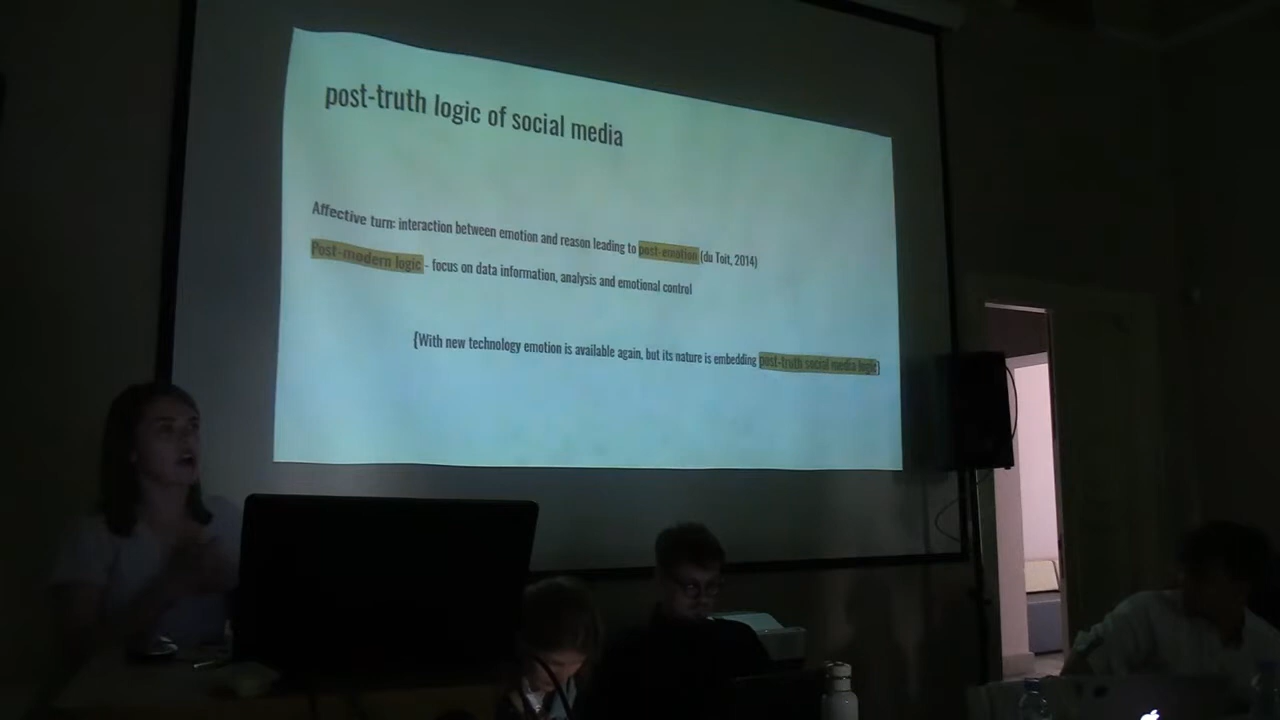 post-truth logic of social media
Affective turn: interaction between emotion and reason leading to post-emotion (du Toit, 2014)
Post-modern logic - focus on data information, analysis and emotional control
{With new technology emotion is available again, but its nature is embedding post-truth social media logic}